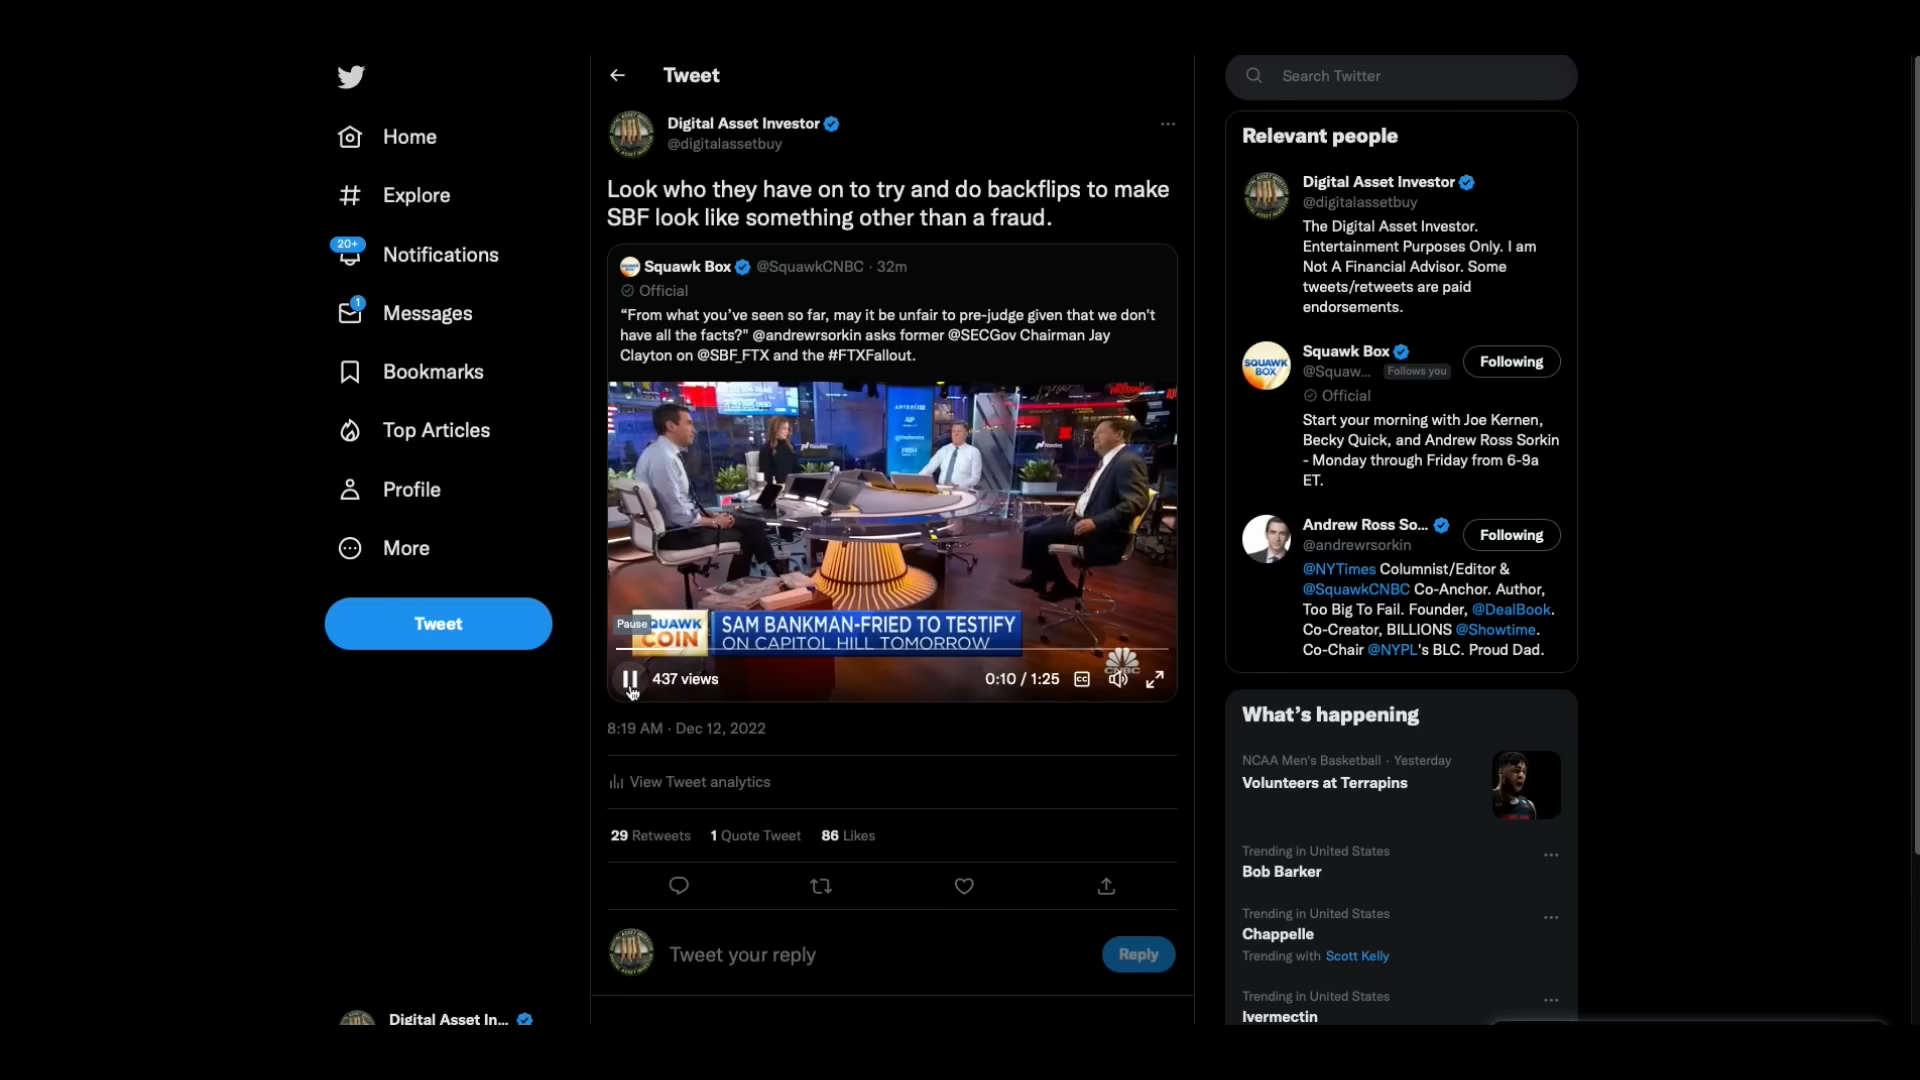 Home
Explore
20+
Notifications
1
Messages
Bookmarks
Top Articles
Profile
More
Tweet
Digital Asset In...
Tweet
Digital Asset Investor
@digitalassetbuy
Look who they have on to try and do backflips to make
SBF look like something other than a fraud.
Squawk Box @SquawkCNBC · 32m
Official
“From what you’ve seen so far, may it be unfair to pre-judge given that we don't
have all the facts?" @andrewrsorkin asks former @SECGov Chairman Jay
Clayton on @SBF_FTX and the #FTXFallout.
Pause
SQUAWK
COIN
SAM BANKMAN-FRIED TO TESTIFY
ON CAPITOL HILL TOMORROW
CNBC
437 views
0:10 / 1:25
CC
8:19 AM · Dec 12, 2022
View Tweet analytics
29 Retweets 1 Quote Tweet 86 Likes
Tweet your reply
Reply
Search Twitter
Relevant people
Digital Asset Investor
@digitalassetbuy
The Digital Asset Investor.
Entertainment Purposes Only. I am
Not A Financial Advisor. Some
tweets/retweets are paid
endorsements.
SQUAWK
BOX
Squawk Box
@Squaw... Follows you
Following
Official
Start your morning with Joe Kernen,
Becky Quick, and Andrew Ross Sorkin
- Monday through Friday from 6-9a
ET.
Andrew Ross So...
@andrewrsorkin
Following
@NYTimes Columnist/Editor &
@SquawkCNBC Co-Anchor. Author,
Too Big To Fail. Founder, @DealBook.
Co-Creator, BILLIONS @Showtime.
Co-Chair @NYPL's BLC. Proud Dad.
What’s happening
NCAA Men's Basketball · Yesterday
Volunteers at Terrapins
Trending in United States
Bob Barker
Trending in United States
Chappelle
Trending with Scott Kelly
Trending in United States
Ivermectin